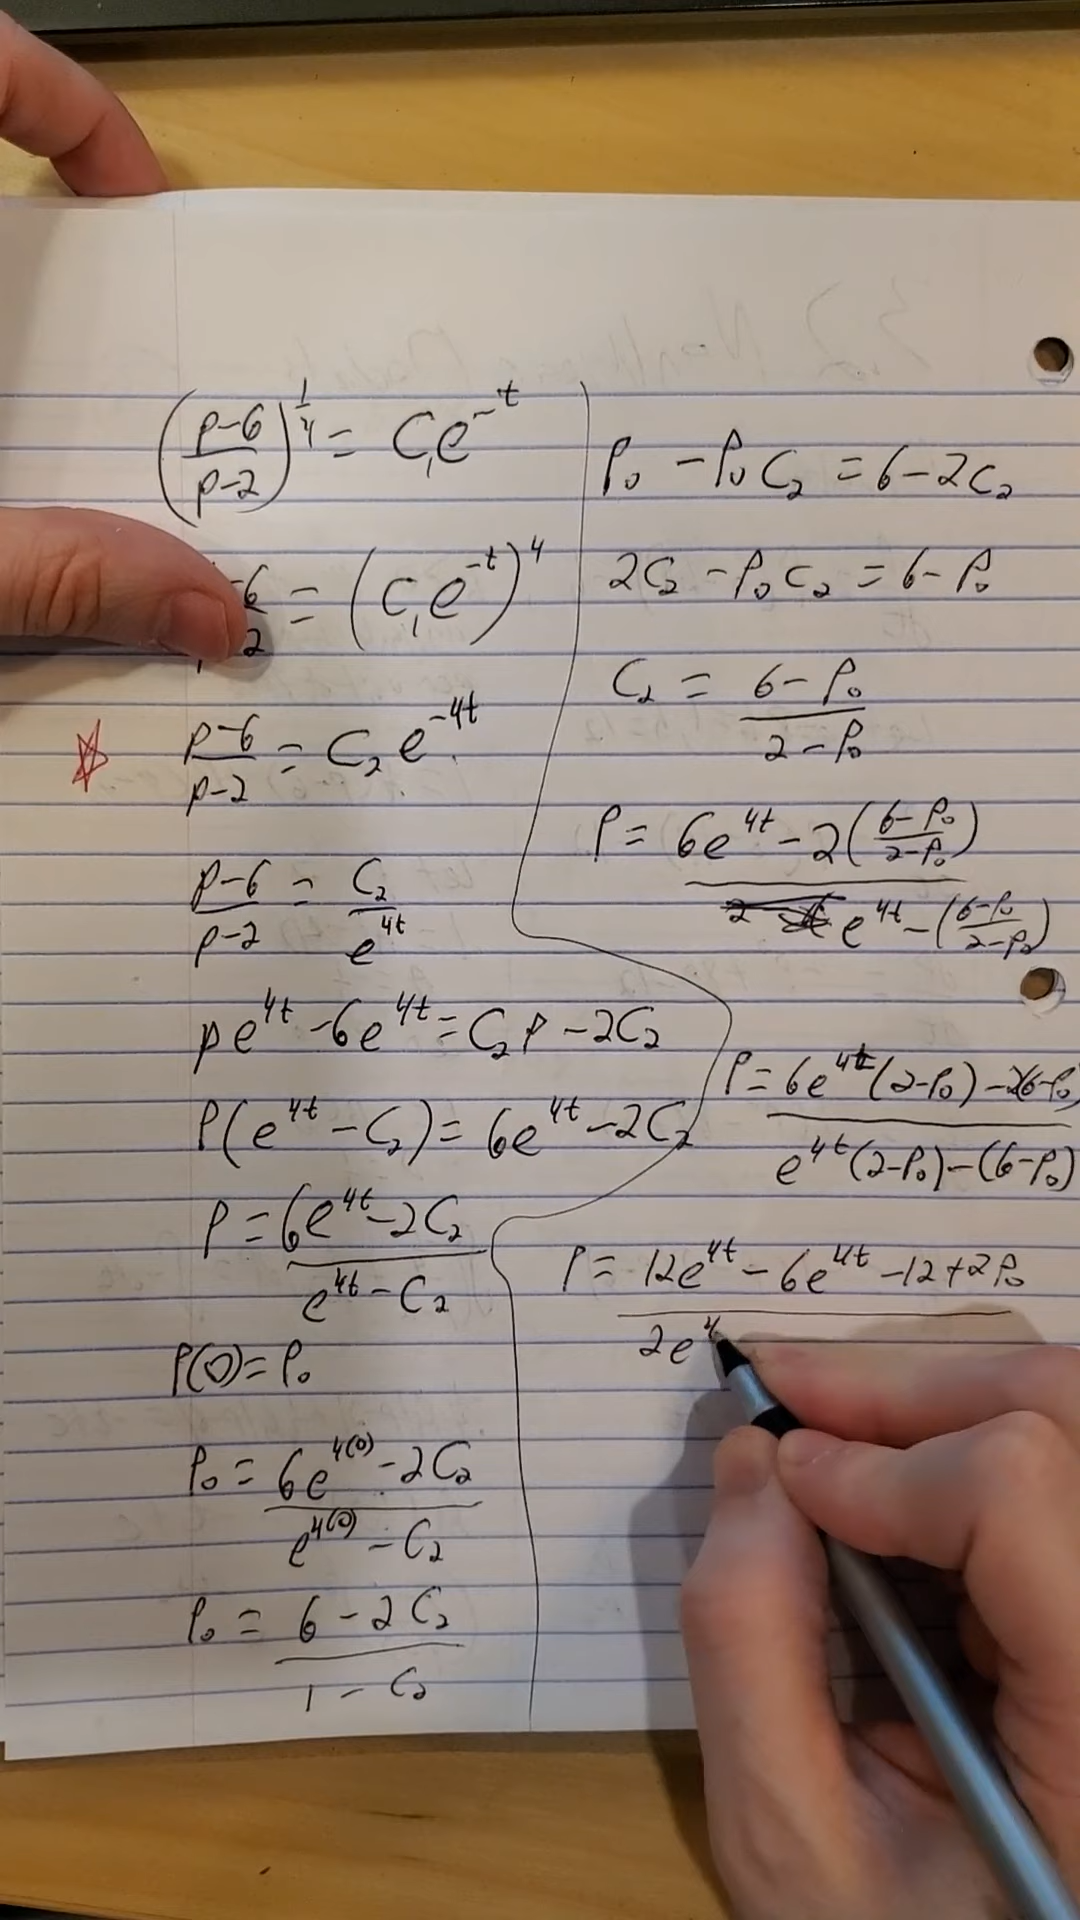 (P-6/P-2)^1/4 = C₁e^-t
-6/2 = (C₁e^-t)^4
P-6/P-2 = C₂e^-4t
P-6/P-2 = C₂/e^4t
Pe^4t - 6e^4t = C₂P - 2C₂
P(e^4t - C₂) = 6e^4t - 2C₂
P = 6e^4t - 2C₂/e^4t - C₂
P(0) = P₀
P₀ = 6e^4(0) - 2C₂/e^4(0) - C₂
P₀ = 6 - 2C₂/1 - C₂
P₀ - P₀C₂ = 6 - 2C₂
2C₂ - P₀C₂ = 6 - P₀
C₂ = 6 - P₀/2 - P₀
P = 6e^4t - 2(6-P₀/2-P₀)/e^4t - (6-P₀/2-P₀)
P = 6e^4t(2-P₀) - 2(6-P₀)/e^4t(2-P₀) - (6-P₀)
P = 12e^4t - 6e^4t - 12 + 2P₀/2e^4